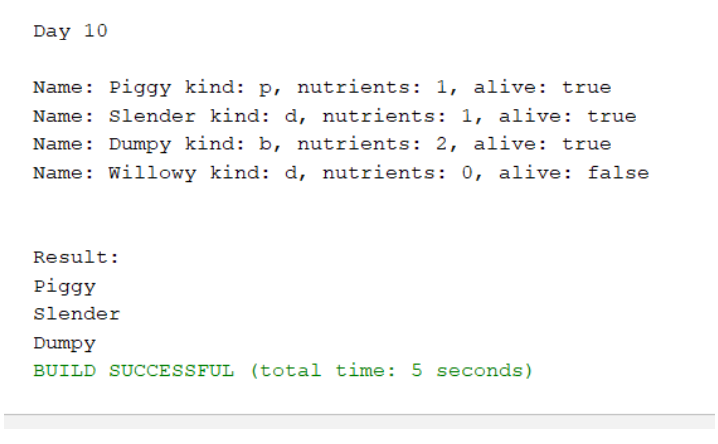 Day 10
Name: Piggy kind: p, nutrients: 1, alive: true
Name: Slender kind: d, nutrients: 1, alive: true
Name: Dumpy kind: b, nutrients: 2, alive: true
Name: Willowy kind: d, nutrients: 0, alive: false
Result:
Piggy
Slender
Dumpy
BUILD SUCCESSFUL (total time: 5 seconds)